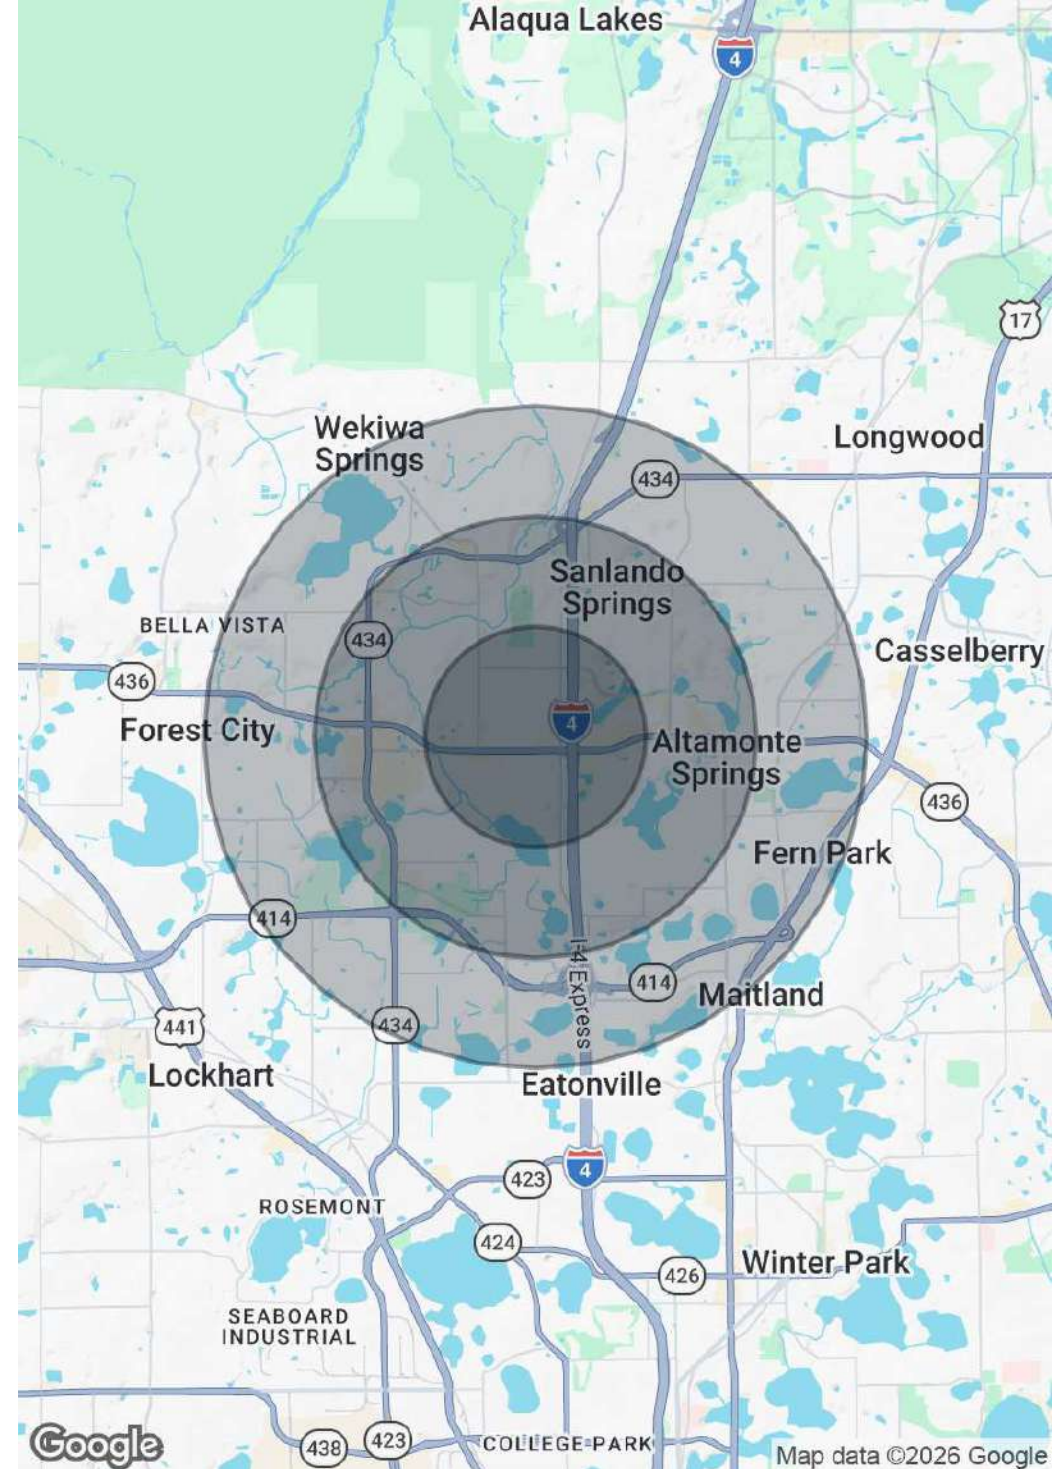 Alaqua Lakes
4
17
Wekiwa
Springs
Longwood
434
Sanlando
Springs
BELLA VISTA
434
Casselberry
436
4
Forest City
Altamonte
Springs
436
Fern Park
414
I-4 Express
414
Maitland
441
434
Lockhart
Eatonville
4
423
ROSEMONT
424
Winter Park
426
SEABOARD
INDUSTRIAL
Google
438
423
COLLEGE PARK
Map data ©2026 Google